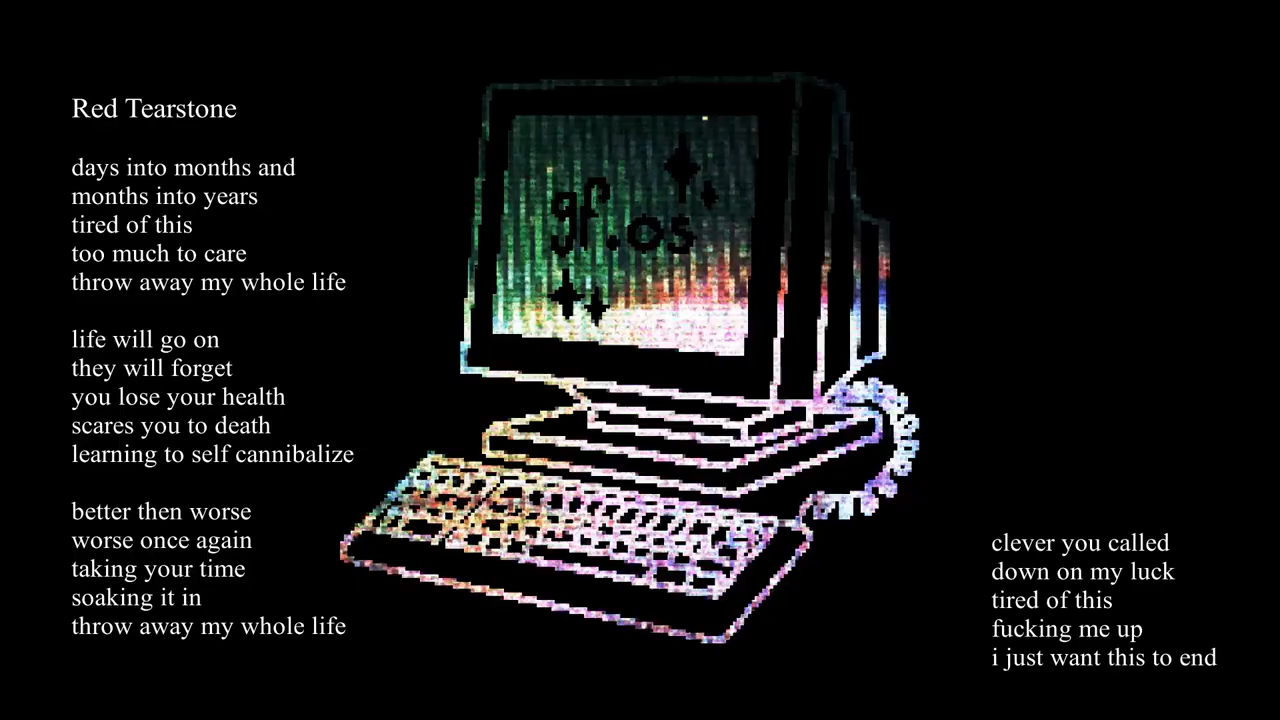 Red Tearstone
days into months and
months into years
tired of this
too much to care
throw away my whole life
life will go on
they will forget
you lose your health
scares you to death
learning to self cannibalize
better then worse
worse once again
taking your time
soaking it in
throw away my whole life
gf.os
clever you called
down on my luck
tired of this
fucking me up
i just want this to end